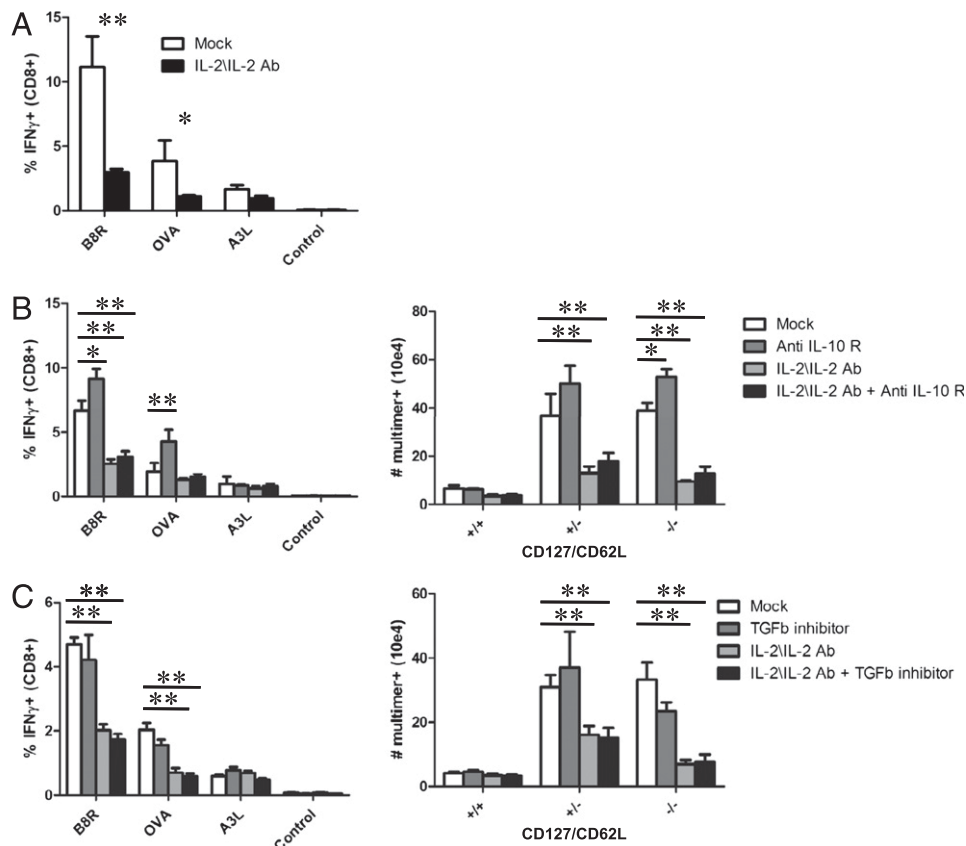 A
15
**
Mock
IL-2\IL-2 Ab
10
*
5
0
% IFNγ+ (CD8+)
B8R
OVA
A3L
Control
B
15
**
**
*
10
**
5
0
% IFNγ+ (CD8+)
B8R
OVA
A3L
Control
80
**
**
**
**
*
60
40
20
0
# multimer+ (10e4)
+/+
+/-
-/-
CD127/CD62L
Mock
Anti IL-10 R
IL-2\IL-2 Ab
IL-2\IL-2 Ab + Anti IL-10 R
C
6
**
**
4
**
**
2
0
% IFNγ+ (CD8+)
B8R
OVA
A3L
Control
60
**
**
**
**
40
20
0
# multimer+ (10e4)
+/+
+/-
-/-
CD127/CD62L
Mock
TGFb inhibitor
IL-2\IL-2 Ab
IL-2\IL-2 Ab + TGFb inhibitor